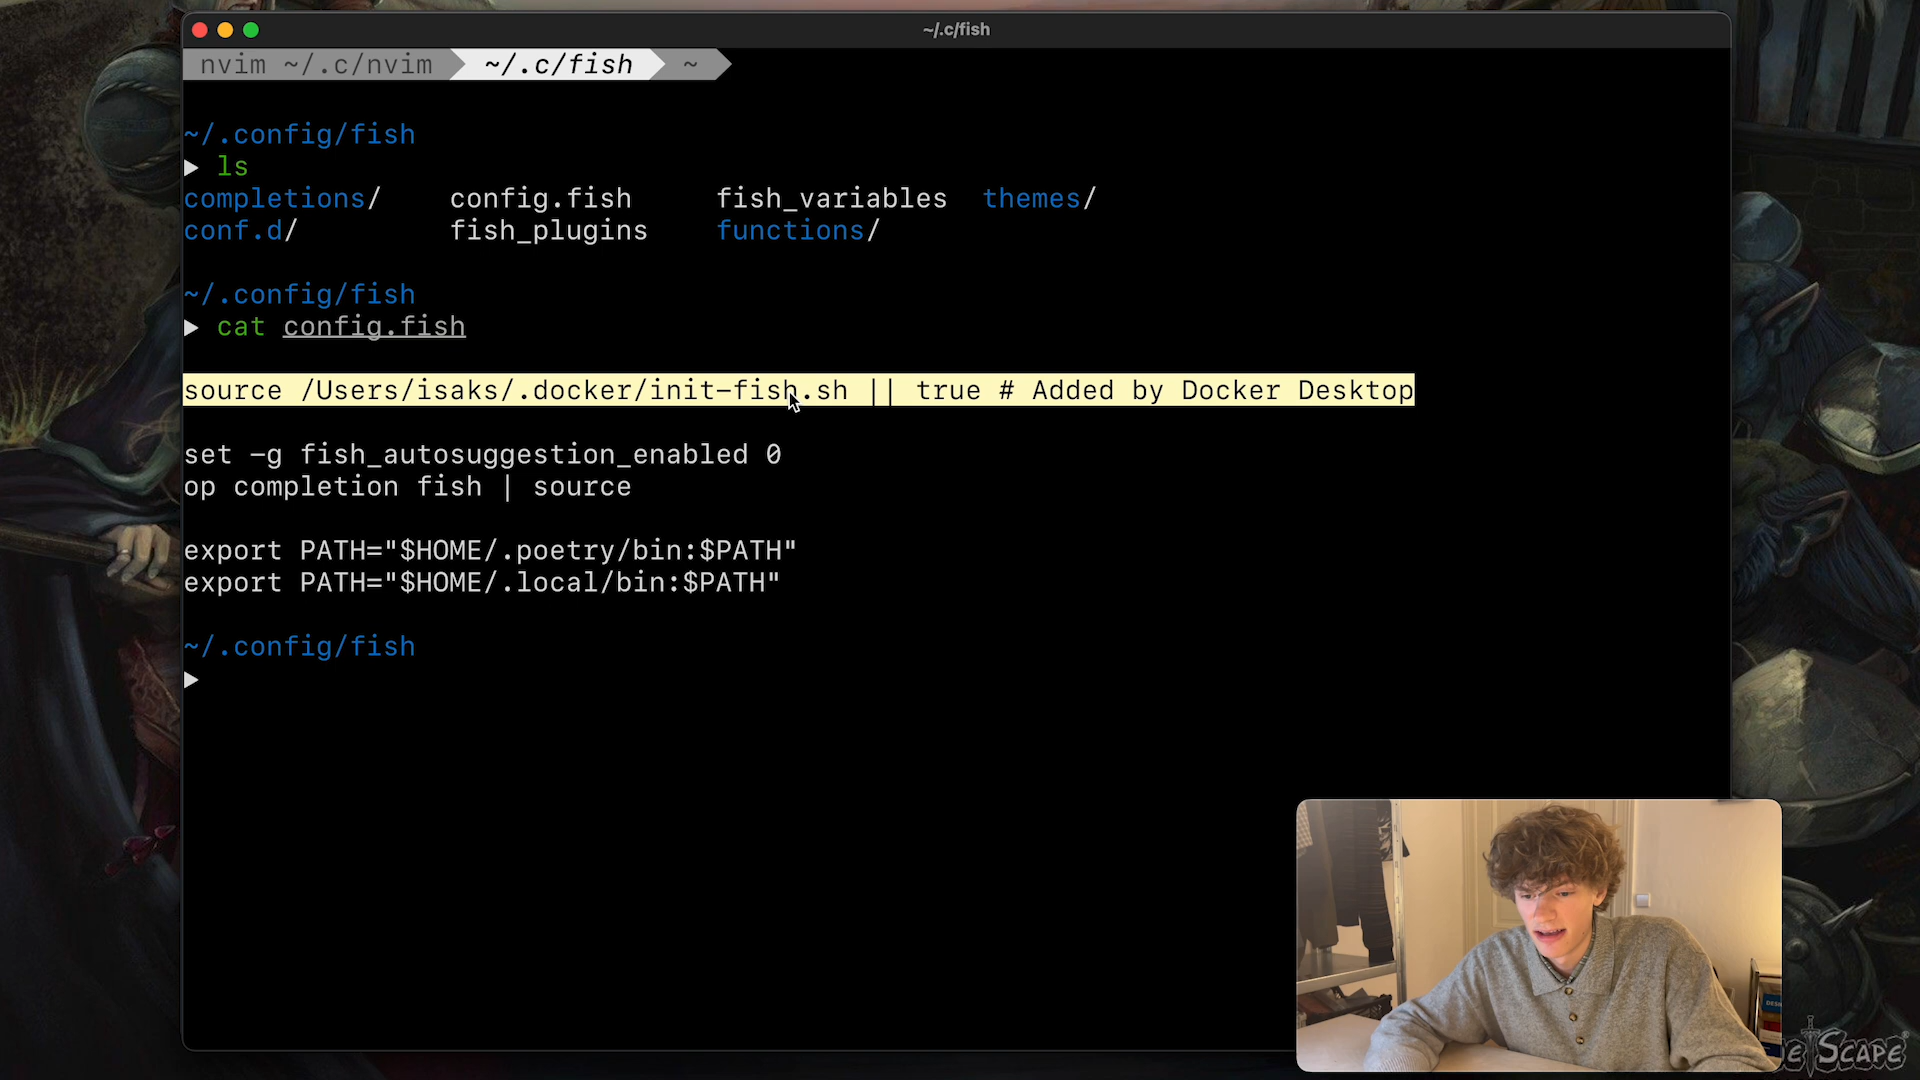 ~/.c/fish
nvim ~/.c/nvim ~/.c/fish ~
~/.config/fish
▶ ls
completions/ config.fish fish_variables themes/
conf.d/ fish_plugins functions/
~/.config/fish
▶ cat config.fish
source /Users/isaks/.docker/init-fish.sh || true # Added by Docker Desktop
set -g fish_autosuggestion_enabled 0
op completion fish | source
export PATH="$HOME/.poetry/bin:$PATH"
export PATH="$HOME/.local/bin:$PATH"
~/.config/fish
▶
eScape